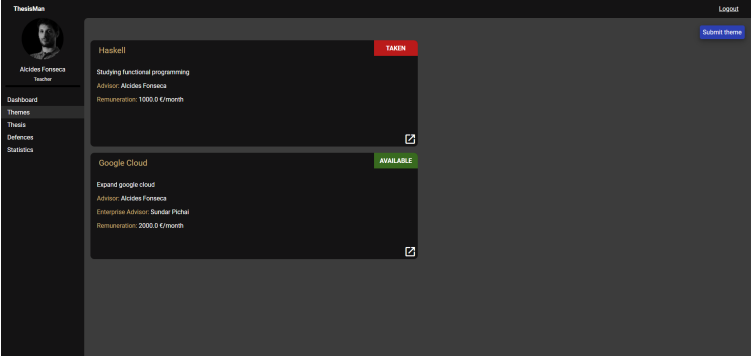 ThesisMan
Logout
Submit theme
Alcides Fonseca
Teacher
Dashboard
Themes
Thesis
Defences
Statistics
Haskell
TAKEN
Studying functional programming
Advisor: Alcides Fonseca
Remuneration: 1000.0 €/month
Google Cloud
AVAILABLE
Expand google cloud
Advisor: Alcides Fonseca
Enterprise Advisor: Sundar Pichai
Remuneration: 2000.0 €/month